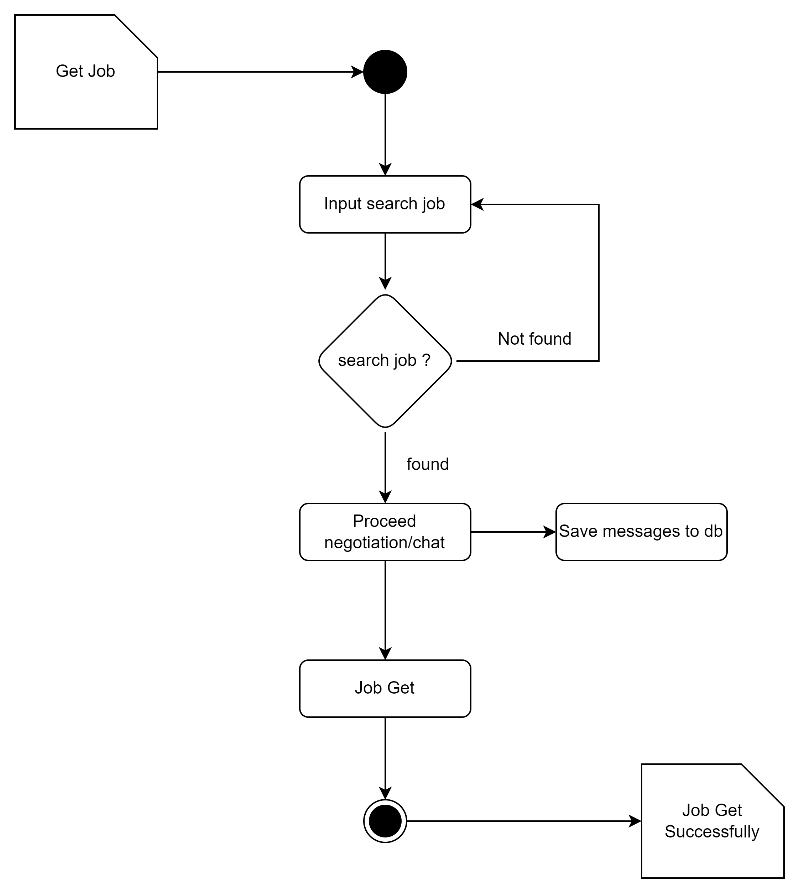 Get Job
Input search job
Not found
search job ?
found
Proceed
negotiation/chat
Save messages to db
Job Get
Job Get
Successfully